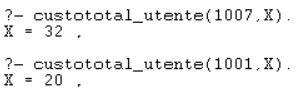 ?- custototal_utente(1007,X).
X = 32 ,
?- custototal_utente(1001,X).
X = 20 ,